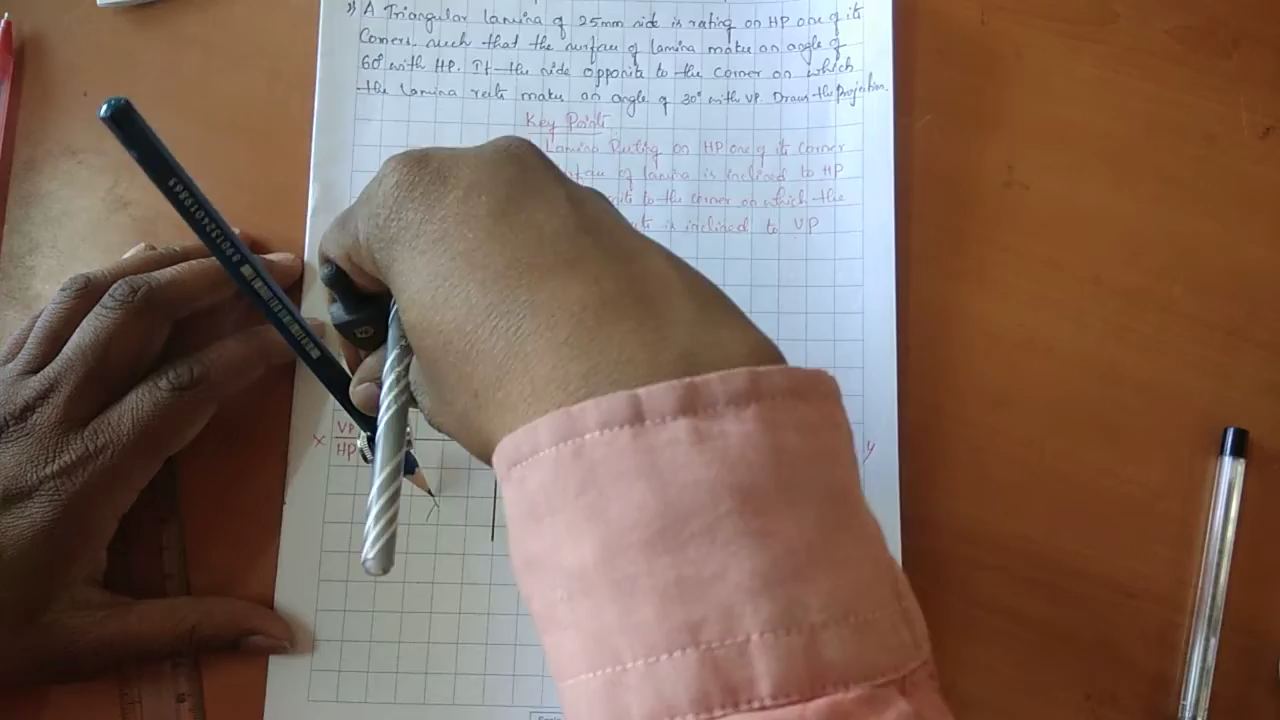 A Triangular lamina of 25mm side is resting on HP one of its
Corners. such that the surface of lamina makes an angle of
60° with HP. If the side opposite to the corner on which
the lamina rests makes an angle of 30° with VP. Draw the projection.
Key Points
Lamina Resting on HP one of its corner
of lamina is inclined to HP
to the corner on which the
is inclined to VP
X VP y
HP
8901324019863